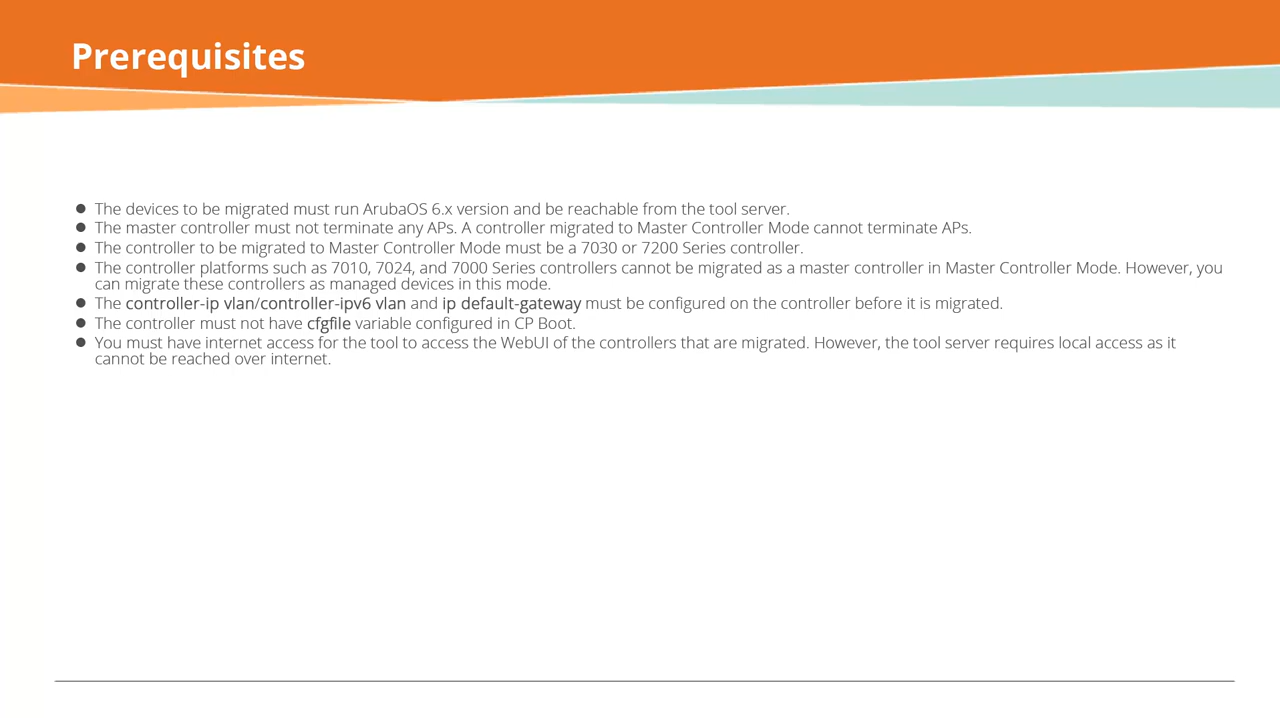 Prerequisites
● The devices to be migrated must run ArubaOS 6.x version and be reachable from the tool server.
● The master controller must not terminate any APs. A controller migrated to Master Controller Mode cannot terminate APs.
● The controller to be migrated to Master Controller Mode must be a 7030 or 7200 Series controller.
● The controller platforms such as 7010, 7024, and 7000 Series controllers cannot be migrated as a master controller in Master Controller Mode. However, you
can migrate these controllers as managed devices in this mode.
● The controller-ip vlan/controller-ipv6 vlan and ip default-gateway must be configured on the controller before it is migrated.
● The controller must not have cfgfile variable configured in CP Boot.
● You must have internet access for the tool to access the WebUI of the controllers that are migrated. However, the tool server requires local access as it
cannot be reached over internet.